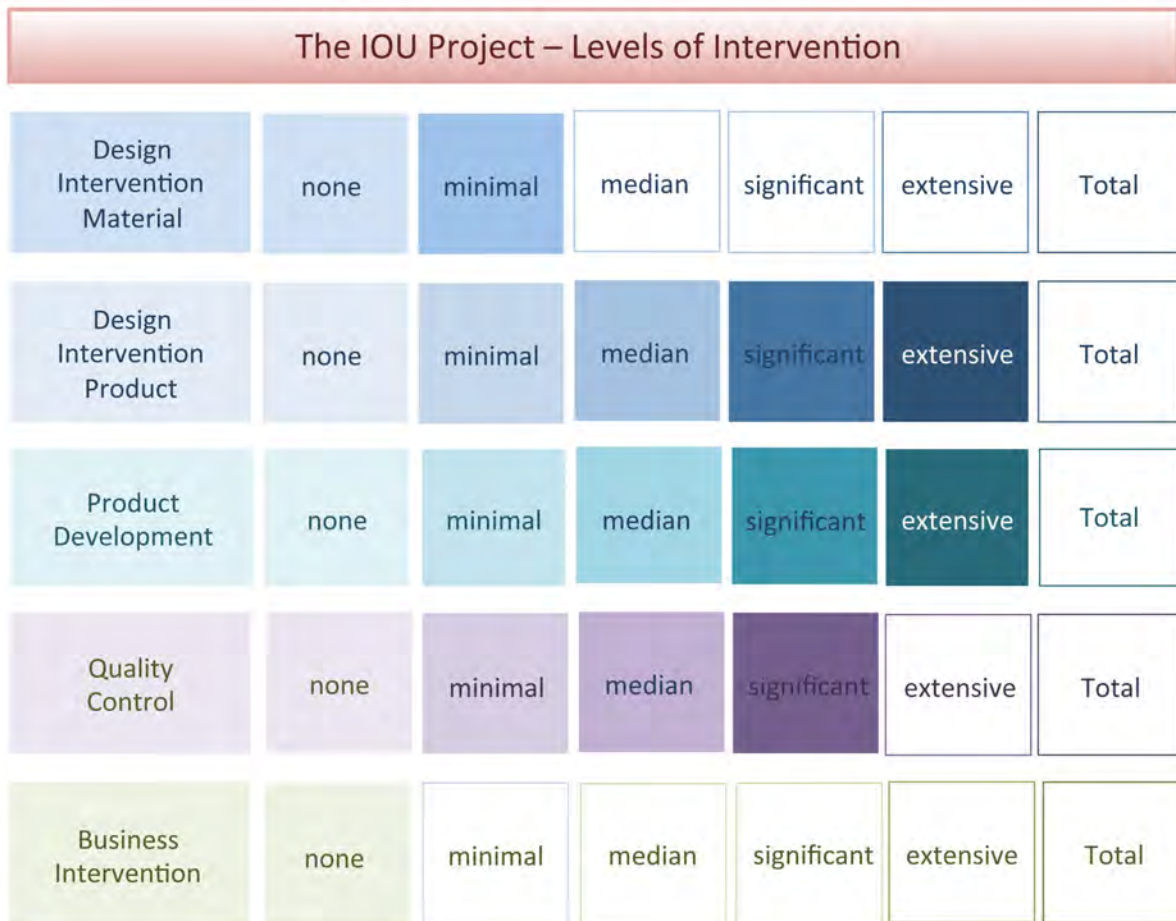 The IOU Project – Levels of Intervention
Design
Intervention
Material
none
minimal
median
significant
extensive
Total
Design
Intervention
Product
none
minimal
median
significant
extensive
Total
Product
Development
none
minimal
median
significant
extensive
Total
Quality
Control
none
minimal
median
significant
extensive
Total
Business
Intervention
none
minimal
median
significant
extensive
Total